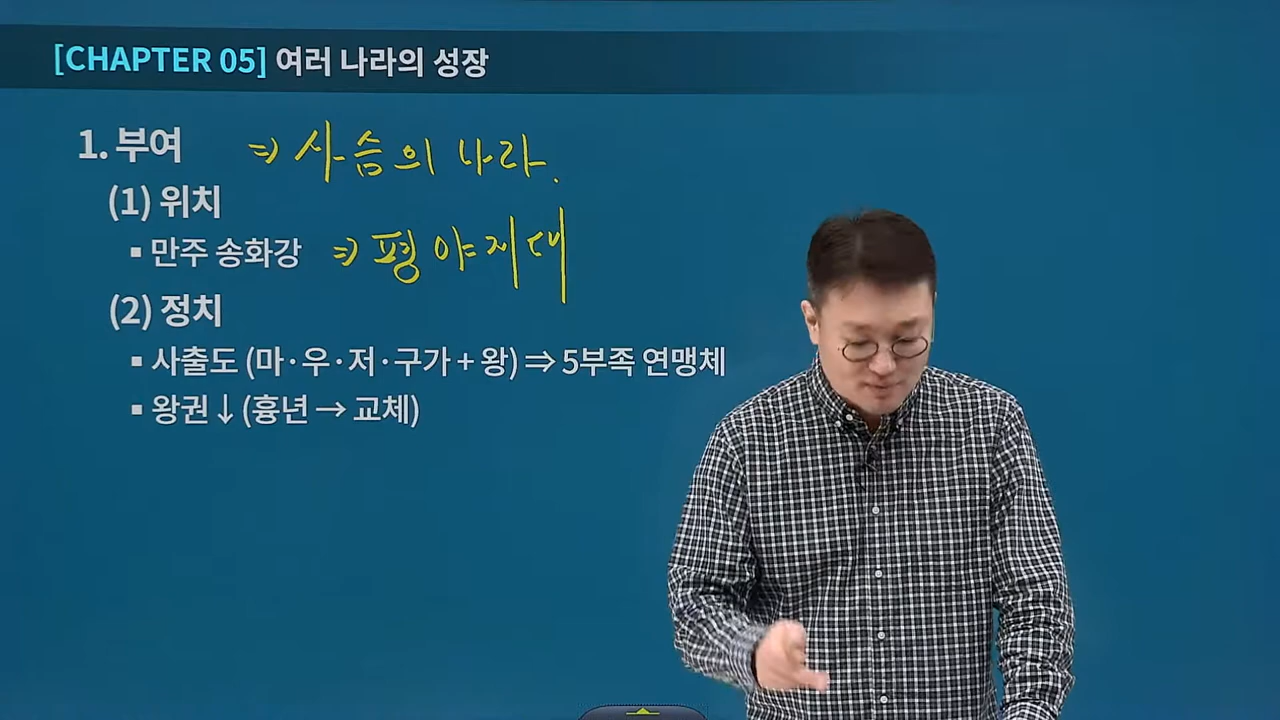 [CHAPTER 05] 여러 나라의 성장
1. 부여 ⇒ 사슴의 나라.
(1) 위치
▪ 만주 송화강 ⇒ 평야지대
(2) 정치
▪ 사출도 (마·우·저·구가 + 왕) ⇒ 5부족 연맹체
▪ 왕권↓(흉년 → 교체)